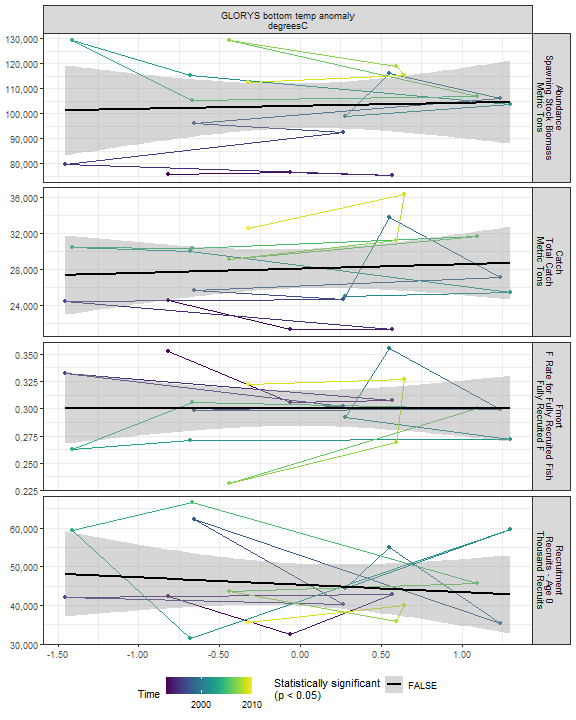 GLORYS bottom temp anomaly
degreesC
130,000
120,000
110,000
100,000
90,000
80,000
Abundance
Spawning Stock Biomass
Metric Tons
36,000
32,000
28,000
24,000
Catch
Total Catch
Metric Tons
0.350
0.325
0.300
0.275
0.250
0.225
Fmort
F Rate for Fully Recruited Fish
Fully Recruited F
60,000
50,000
40,000
30,000
Recruitment
Recruits - Age 0
Thousand Recruits
-1.50
-1.00
-0.50
0.00
0.50
1.00
Time
2000
2010
Statistically significant
(p < 0.05)
FALSE